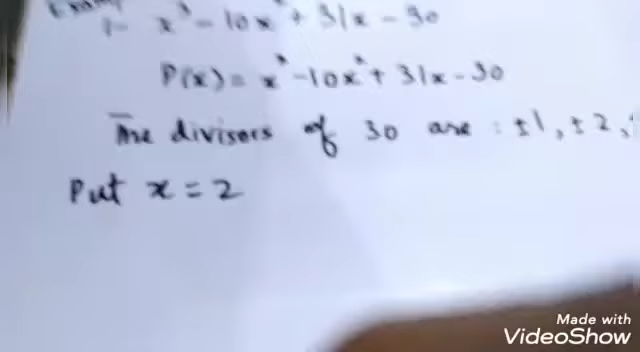 1- x³ - 10x² + 31x - 30
P(x) = x³ - 10x² + 31x - 30
The divisors of 30 are : ±1, ±2,
Put x = 2
Made with
VideoShow